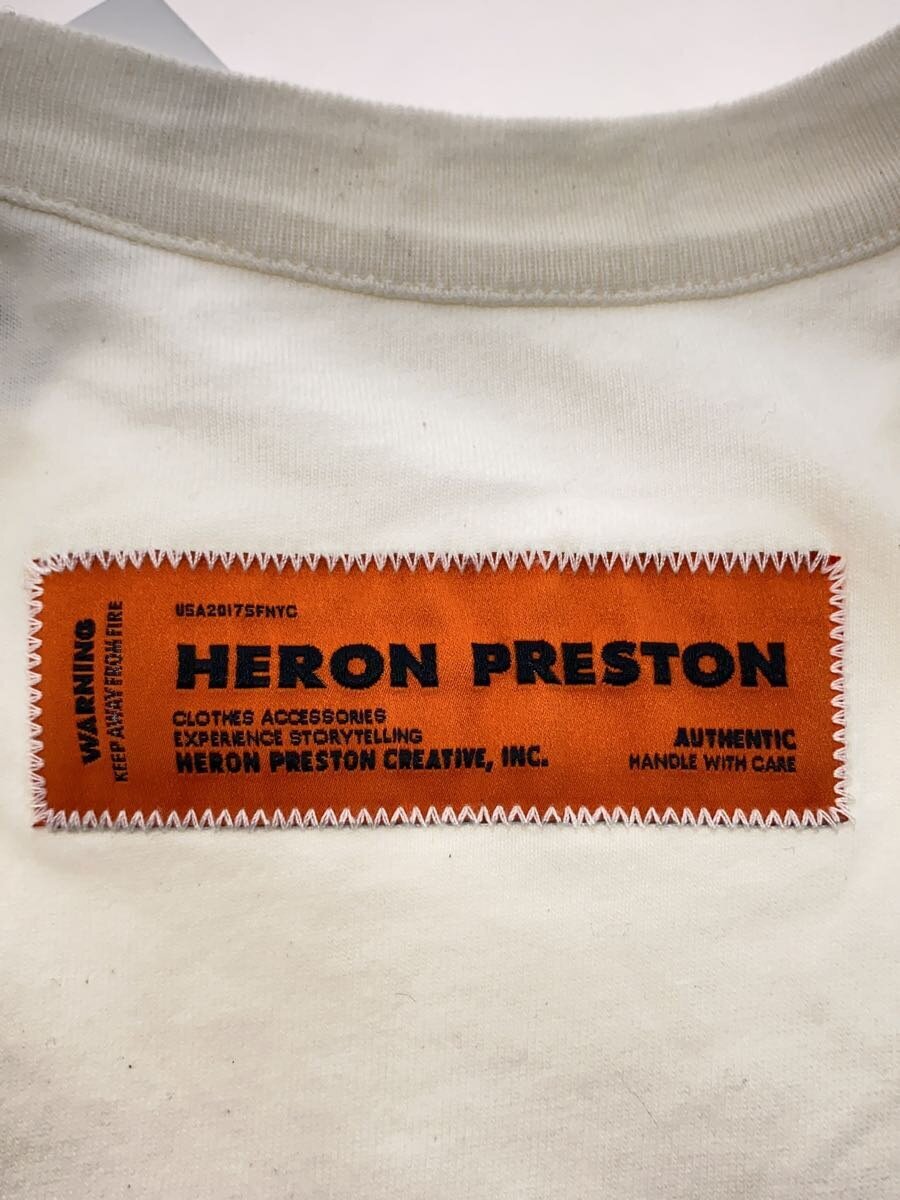 WARNING
KEEP AWAY FROM FIRE
USA2017SFNYC
HERON PRESTON
CLOTHES ACCESSORIES
EXPERIENCE STORYTELLING
HERON PRESTON CREATIVE, INC.
AUTHENTIC
HANDLE WITH CARE